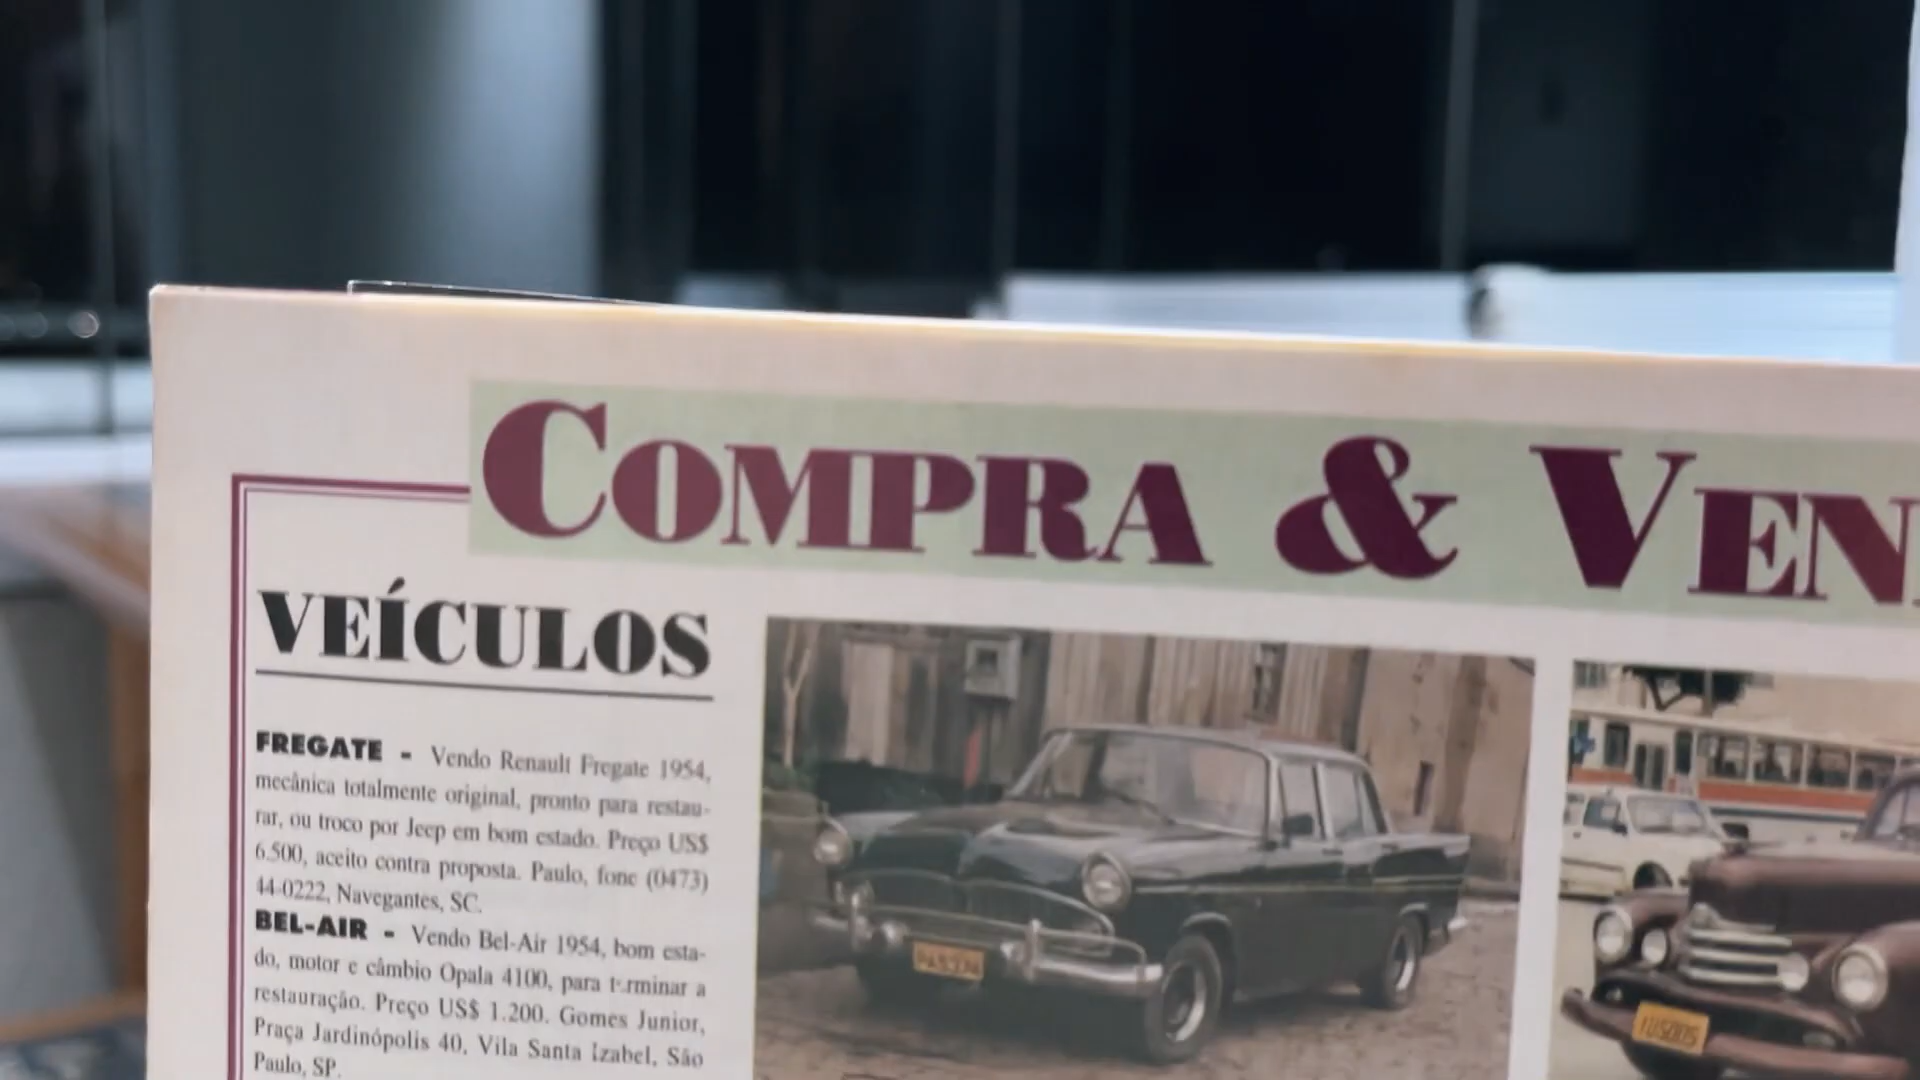 COMPRA & VEN
VEÍCULOS
FREGATE - Vendo Renault Fregate 1954,
mecânica totalmente original, pronto para restau-
rar, ou troco por Jeep em bom estado. Preço US$
6.500, aceito contra proposta. Paulo, fone (0473)
44-0222, Navegantes, SC.
BEL-AIR - Vendo Bel-Air 1954, bom esta-
do, motor e câmbio Opala 4100, para terminar a
restauração. Preço US$ 1.200. Gomes Junior,
Praça Jardinópolis 40, Vila Santa Izabel, São
Paulo, SP.